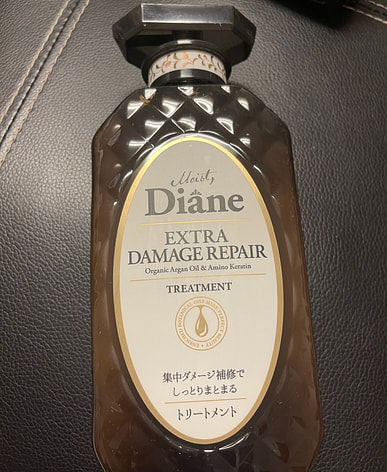 Moist,
Diane
EXTRA
DAMAGE REPAIR
Organic Argan Oil & Amino Keratin
TREATMENT
集中ダメージ補修で
しっとりまとまる
トリートメント